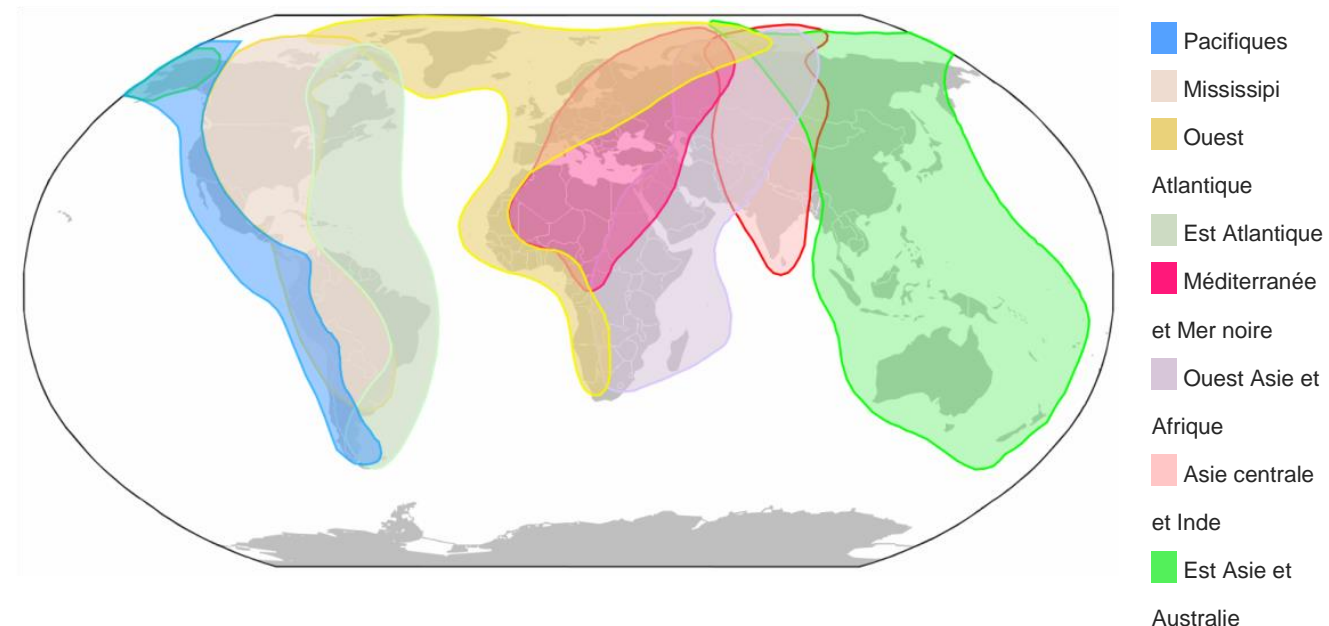 Pacifiques
Mississipi
Ouest
Atlantique
Est Atlantique
Méditerranée
et Mer noire
Ouest Asie et
Afrique
Asie centrale
et Inde
Est Asie et
Australie